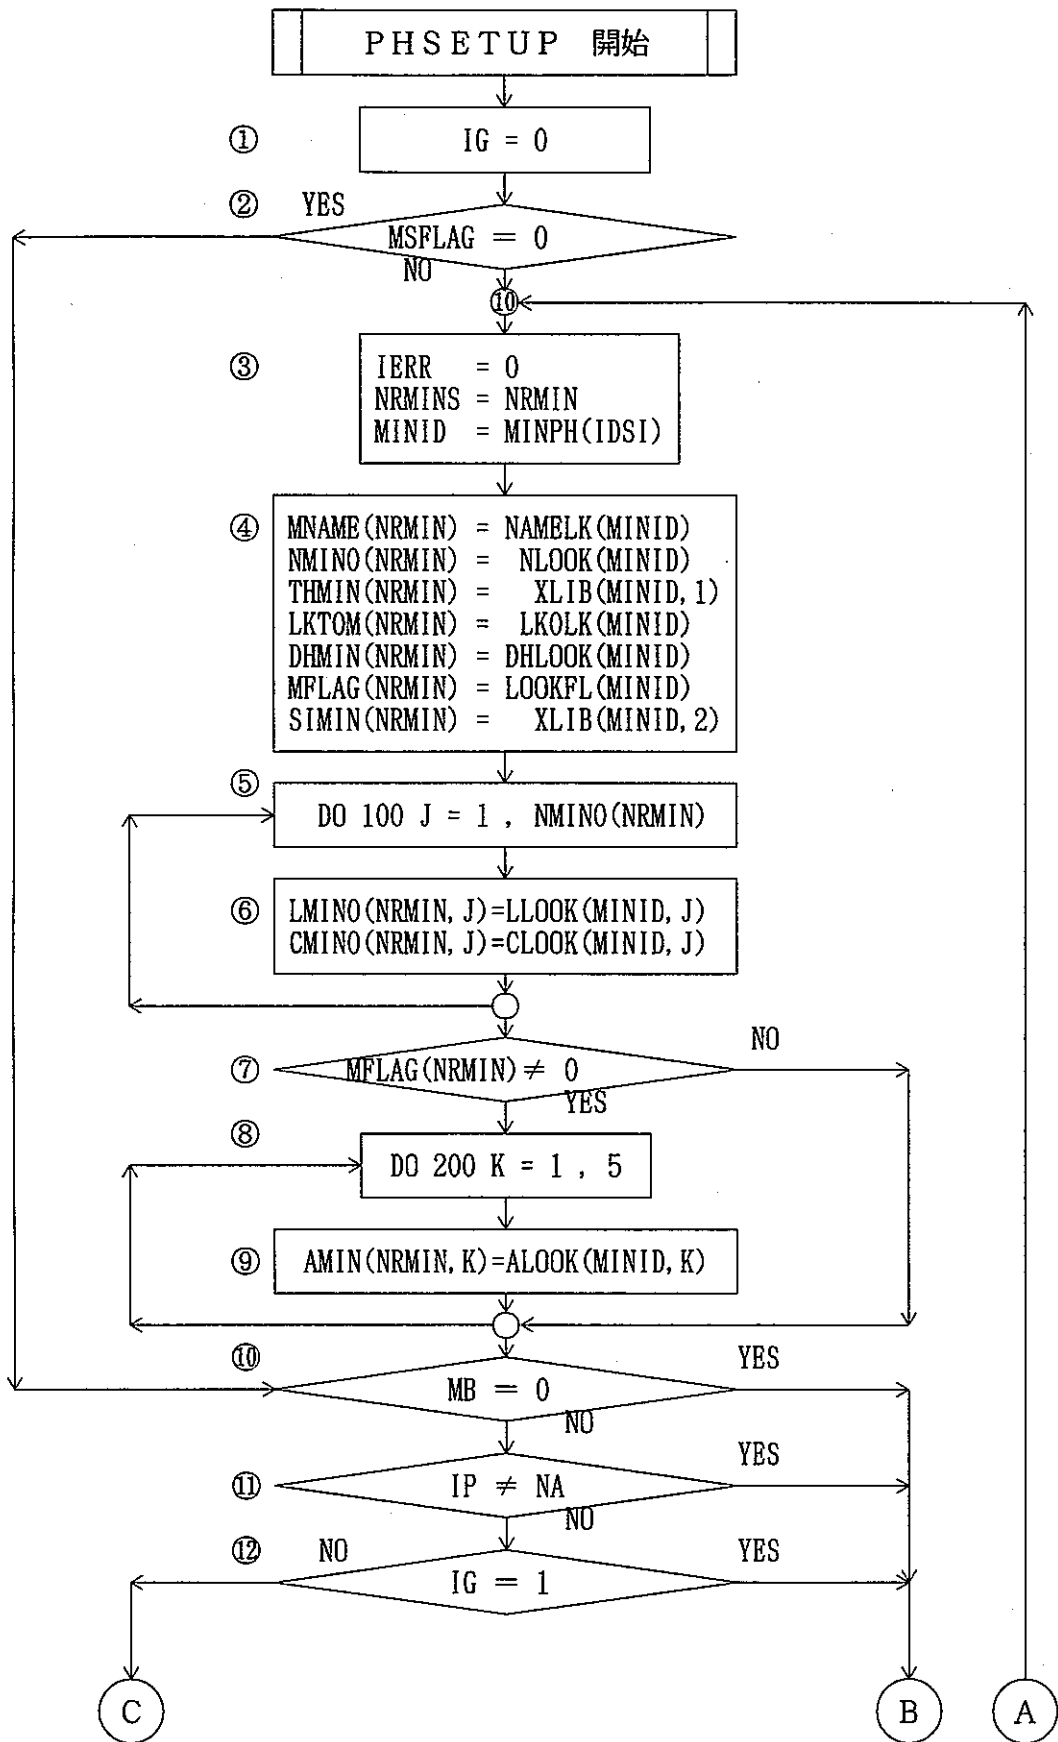 PHSETUP 開始
① IG = 0
② YES
MSFLAG = 0
NO
⑩
③ IERR = 0
NRMINS = NRMIN
MINID = MINPH(IDSI)
④ MNAME(NRMIN) = NAMELK(MINID)
NMINO(NRMIN) = NLOOK(MINID)
THMIN(NRMIN) = XLIB(MINID,1)
LKTOM(NRMIN) = LKOLK(MINID)
DHMIN(NRMIN) = DHLOOK(MINID)
MFLAG(NRMIN) = LOOKFL(MINID)
SIMIN(NRMIN) = XLIB(MINID,2)
⑤
DO 100 J = 1 , NMINO(NRMIN)
⑥ LMINO(NRMIN,J)=LLOOK(MINID,J)
CMINO(NRMIN,J)=CLOOK(MINID,J)
NO
⑦ MFLAG(NRMIN) ≠ 0
YES
⑧
DO 200 K = 1 , 5
⑨ AMIN(NRMIN,K)=ALOOK(MINID,K)
⑩ YES
MB = 0
NO
YES
⑪ IP ≠ NA
NO
⑫ NO YES
IG = 1
C B A